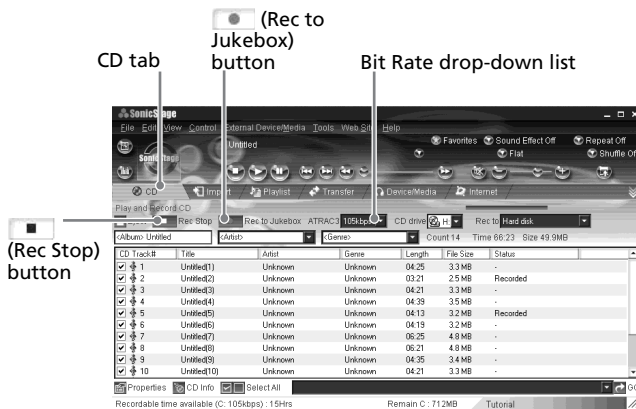 (Rec to
Jukebox)
button
CD tab
Bit Rate drop-down list
(Rec Stop)
button
SonicStage
File Edit View Control External Device/Media Tools Web Site Help
Untitled
Favorites Sound Effect Off Repeat Off
Flat Shuffle O
SonicStage
CD Import Playlist Transfer Device/Media Internet
Play and Record CD
Rec Stop Rec to Jukebox ATRAC3 105kbps CD drive H: Rec to Hard disk
<Album> Untitled <Artist> <Genre> Count 14 Time 66:23 Size 49.9MB
CD Track# Title Artist Genre Length File Size Status
1 Untitled(1) Unknown Unknown 04:25 3.3 MB -
2 Untitled(2) Unknown Unknown 03:21 2.5 MB Recorded
3 Untitled(3) Unknown Unknown 04:21 3.3 MB -
4 Untitled(4) Unknown Unknown 04:39 3.5 MB -
5 Untitled(5) Unknown Unknown 04:13 3.2 MB Recorded
6 Untitled(6) Unknown Unknown 04:19 3.2 MB -
7 Untitled(7) Unknown Unknown 06:25 4.8 MB -
8 Untitled(8) Unknown Unknown 06:21 4.8 MB -
9 Untitled(9) Unknown Unknown 04:35 3.4 MB -
10 Untitled(10) Unknown Unknown 04:21 3.3 MB -
Properties CD Info Select All GO
Recordable time available (C: 105kbps) : 15Hrs Remain C : 712MB Tutorial